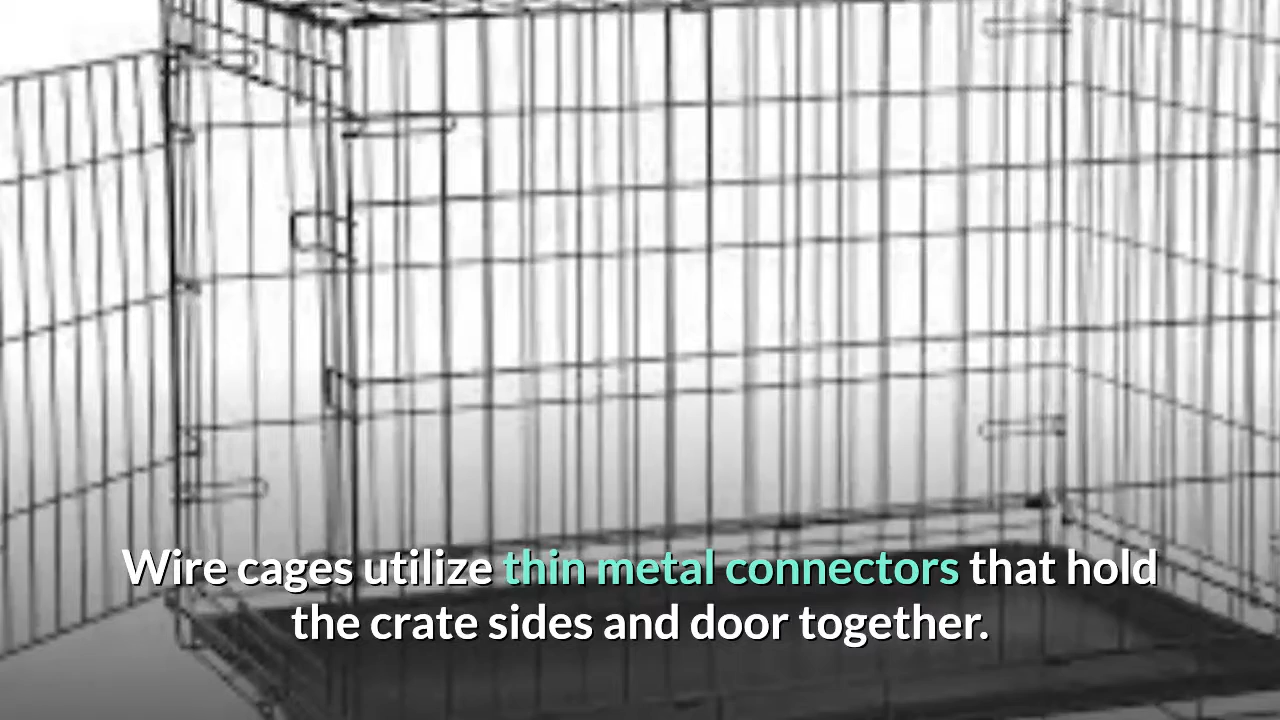 Wire cages utilize thin metal connectors that hold
the crate sides and door together.